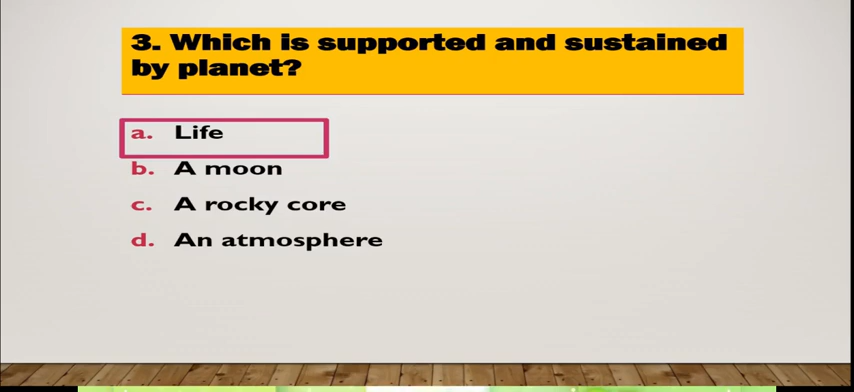 3. Which is supported and sustained
by planet?
a. Life
b. A moon
c. A rocky core
d. An atmosphere